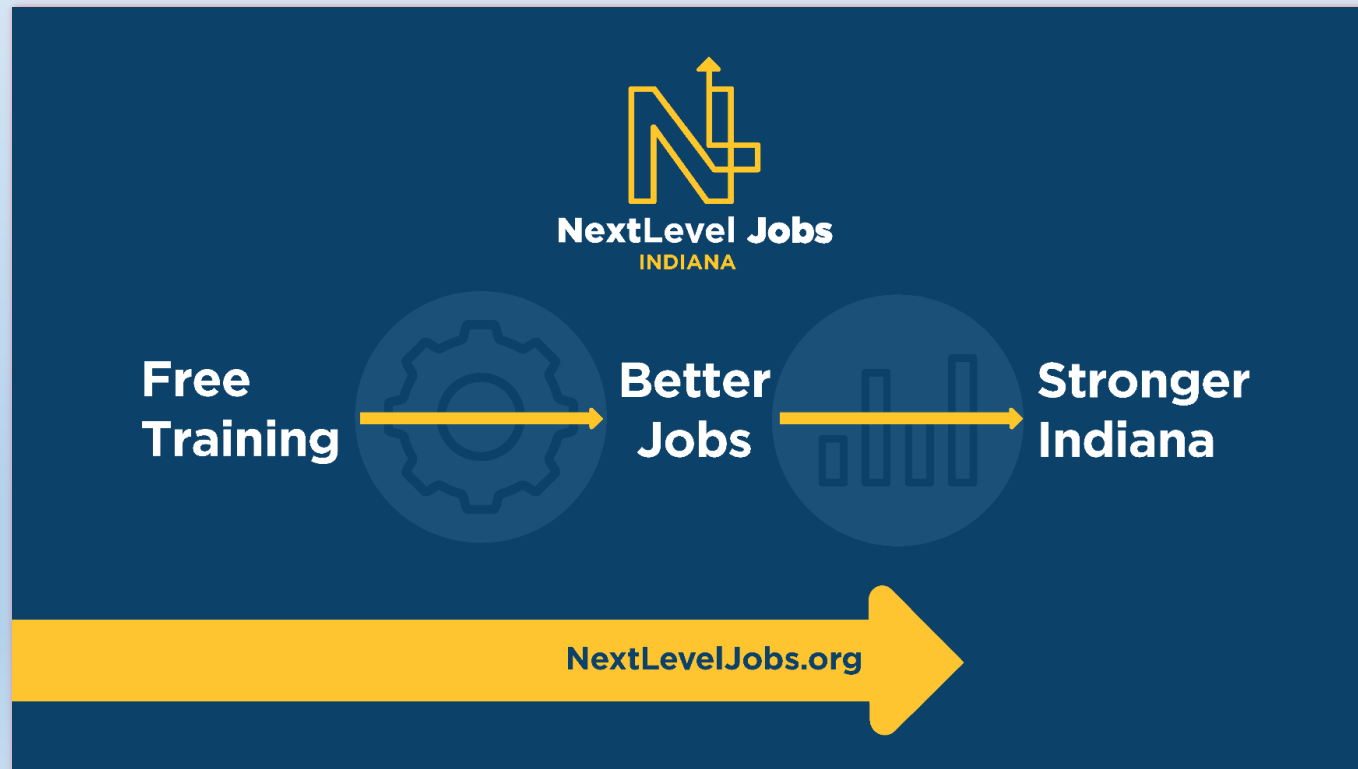 NextLevel Jobs
INDIANA
Free
Training
Better
Jobs
Stronger
Indiana
NextLevelJobs.org